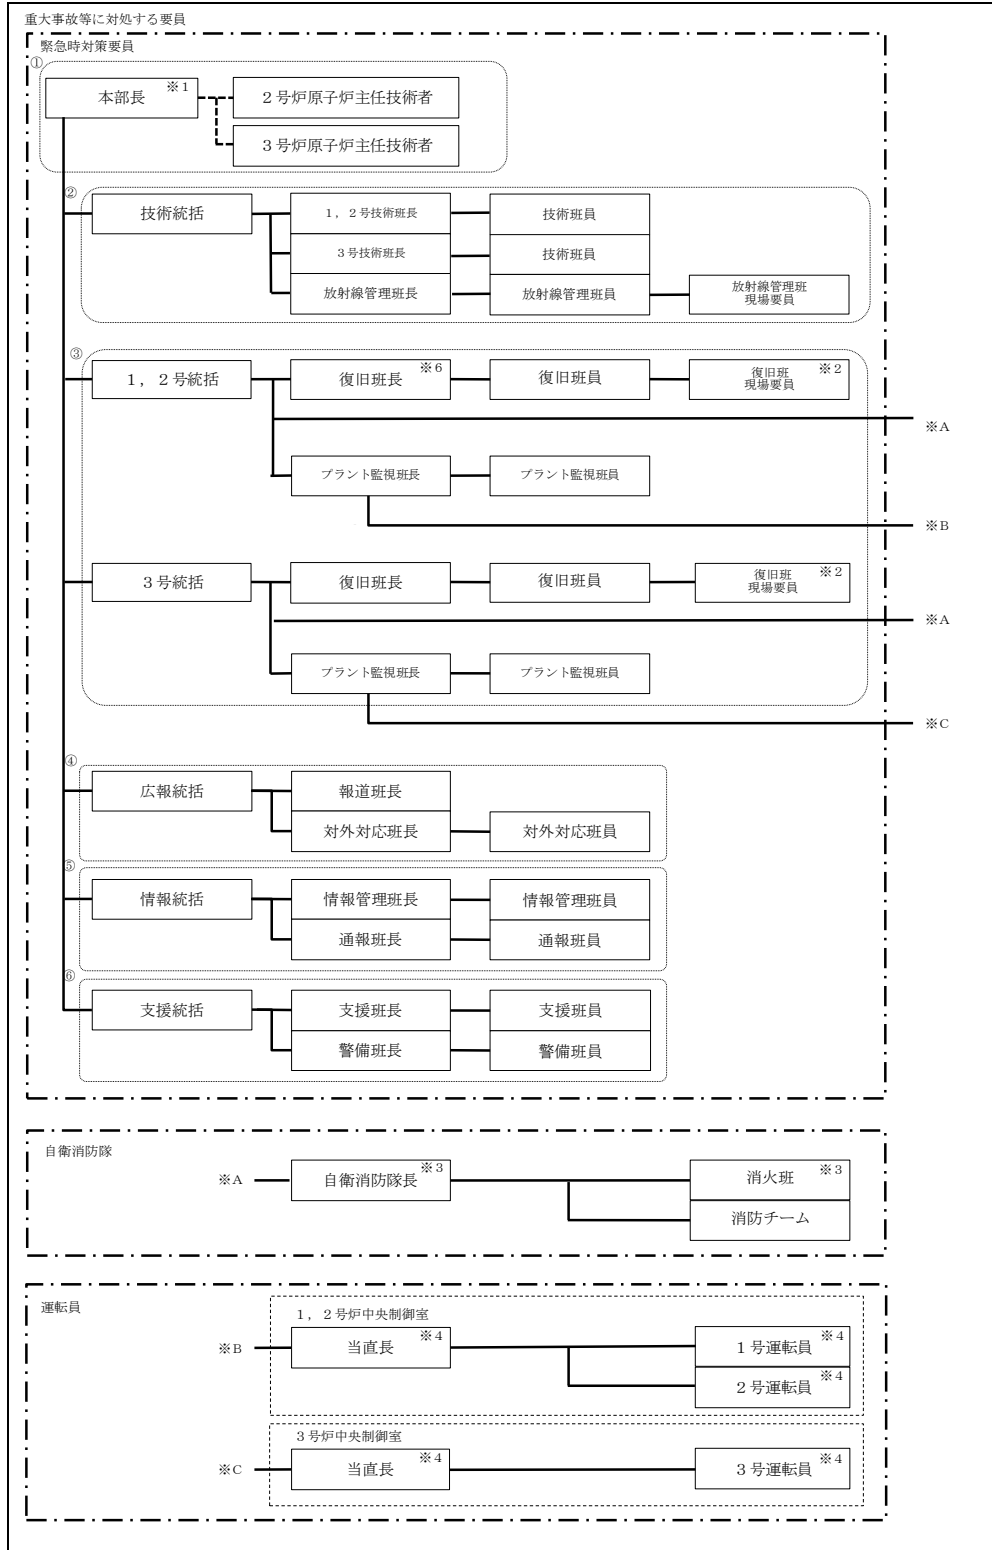 重大事故等に対処する要員
緊急時対策要員
①
本部長 ※1
2号炉原子炉主任技術者
3号炉原子炉主任技術者
②
技術統括
1,2号技術班長
技術班員
3号技術班長
技術班員
放射線管理班長
放射線管理班員
放射線管理班
現場要員
③
1,2号統括
復旧班長 ※6
復旧班員
復旧班
現場要員 ※2
※A
プラント監視班長
プラント監視班員
※B
3号統括
復旧班長
復旧班員
復旧班
現場要員 ※2
※A
プラント監視班長
プラント監視班員
※C
④
広報統括
報道班長
対外対応班長
対外対応班員
⑤
情報統括
情報管理班長
情報管理班員
通報班長
通報班員
⑥
支援統括
支援班長
支援班員
警備班長
警備班員
自衛消防隊
※A
自衛消防隊長 ※3
消火班 ※3
消防チーム
運転員
1,2号炉中央制御室
※B
当直長 ※4
1号運転員 ※4
2号運転員 ※4
3号炉中央制御室
※C
当直長 ※4
3号運転員 ※4